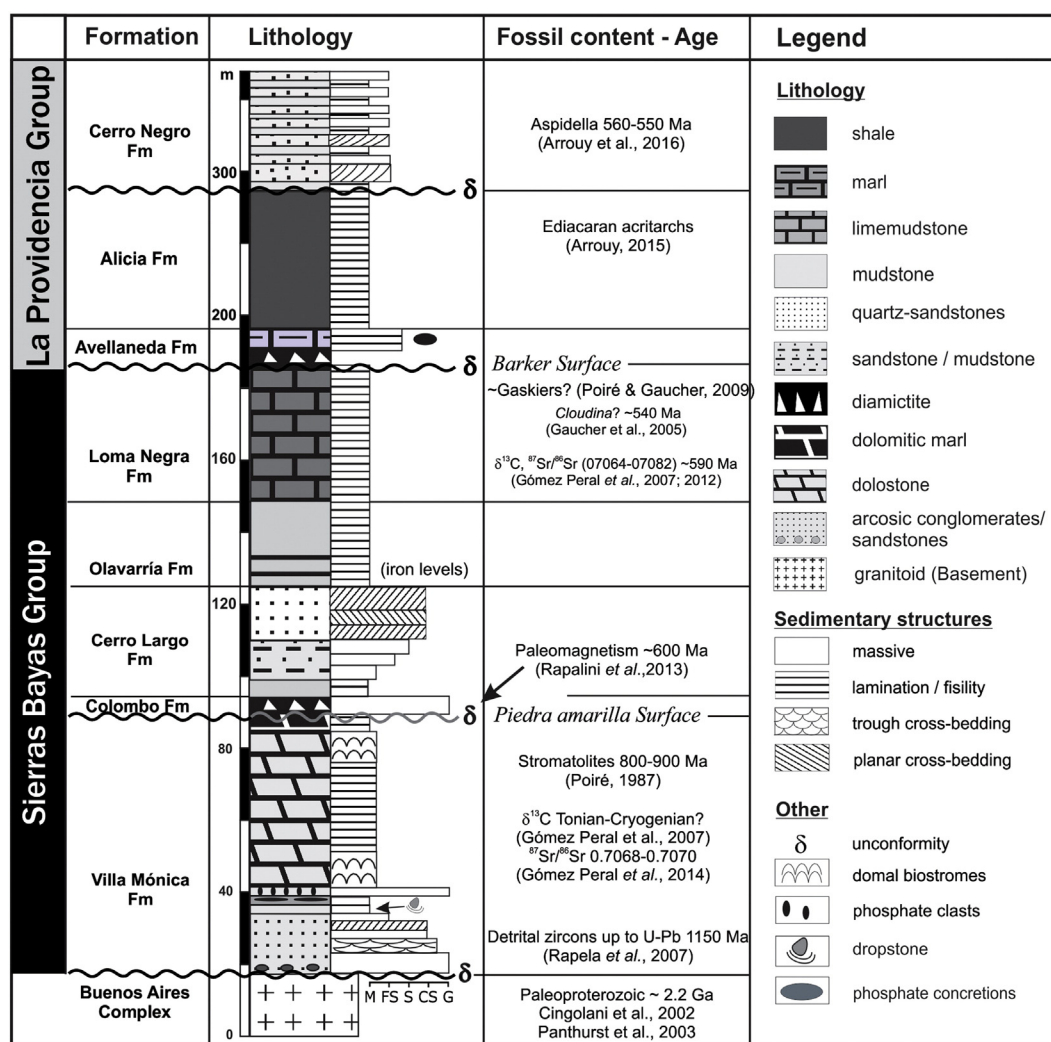 Formation
Lithology
Fossil content - Age
Legend
La Providencia Group
Sierras Bayas Group
Cerro Negro
Fm
Alicia Fm
Avellaneda Fm
Loma Negra
Fm
Olavarría Fm
Cerro Largo
Fm
Colombo Fm
Villa Mónica
Fm
Buenos Aires
Complex
m
300
200
160
120
80
40
0
δ
δ
(iron levels)
δ
δ
M FS S CS G
Aspidella 560-550 Ma
(Arrouy et al., 2016)
Ediacaran acritarchs
(Arrouy, 2015)
Barker Surface
~Gaskiers? (Poiré & Gaucher, 2009)
Cloudina? ~540 Ma
(Gaucher et al., 2005)
δ¹³C, ⁸⁷Sr/⁸⁶Sr (07064-07082) ~590 Ma
(Gómez Peral et al., 2007; 2012)
Paleomagnetism ~600 Ma
(Rapalini et al.,2013)
Piedra amarilla Surface
Stromatolites 800-900 Ma
(Poiré, 1987)
δ¹³C Tonian-Cryogenian?
(Gómez Peral et al., 2007)
⁸⁷Sr/⁸⁶Sr 0.7068-0.7070
(Gómez Peral et al., 2014)
Detrital zircons up to U-Pb 1150 Ma
(Rapela et al., 2007)
Paleoproterozoic ~ 2.2 Ga
Cingolani et al., 2002
Panthurst et al., 2003
Lithology
shale
marl
limemudstone
mudstone
quartz-sandstones
sandstone / mudstone
diamictite
dolomitic marl
dolostone
arcosic conglomerates/
sandstones
granitoid (Basement)
Sedimentary structures
massive
lamination / fisility
trough cross-bedding
planar cross-bedding
Other
δ unconformity
domal biostromes
phosphate clasts
dropstone
phosphate concretions